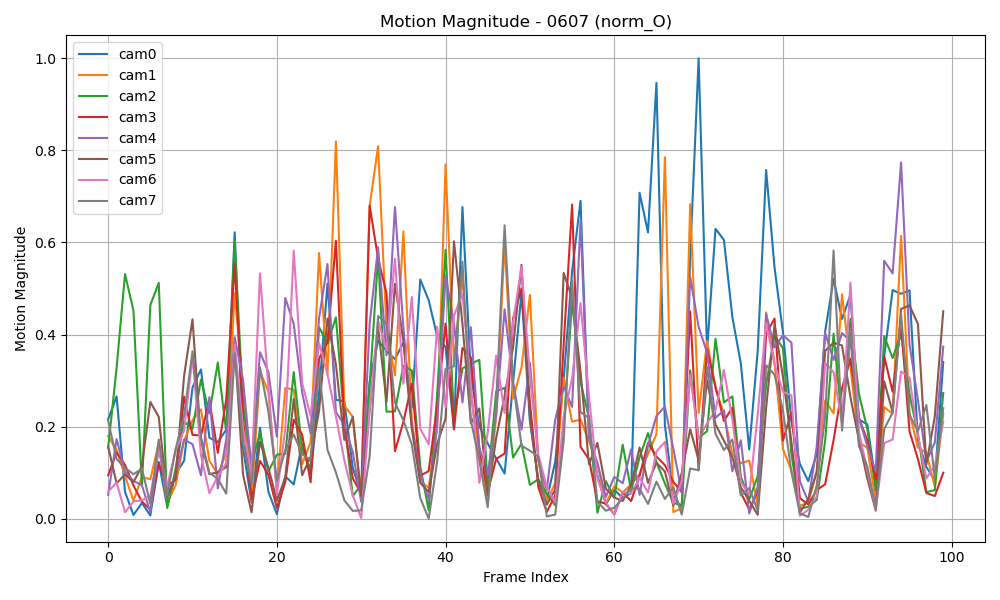 Motion Magnitude - 0607 (norm_O)
cam0
cam1
cam2
cam3
cam4
cam5
cam6
cam7
Motion Magnitude
1.0
0.8
0.6
0.4
0.2
0.0
0 20 40 60 80 100
Frame Index